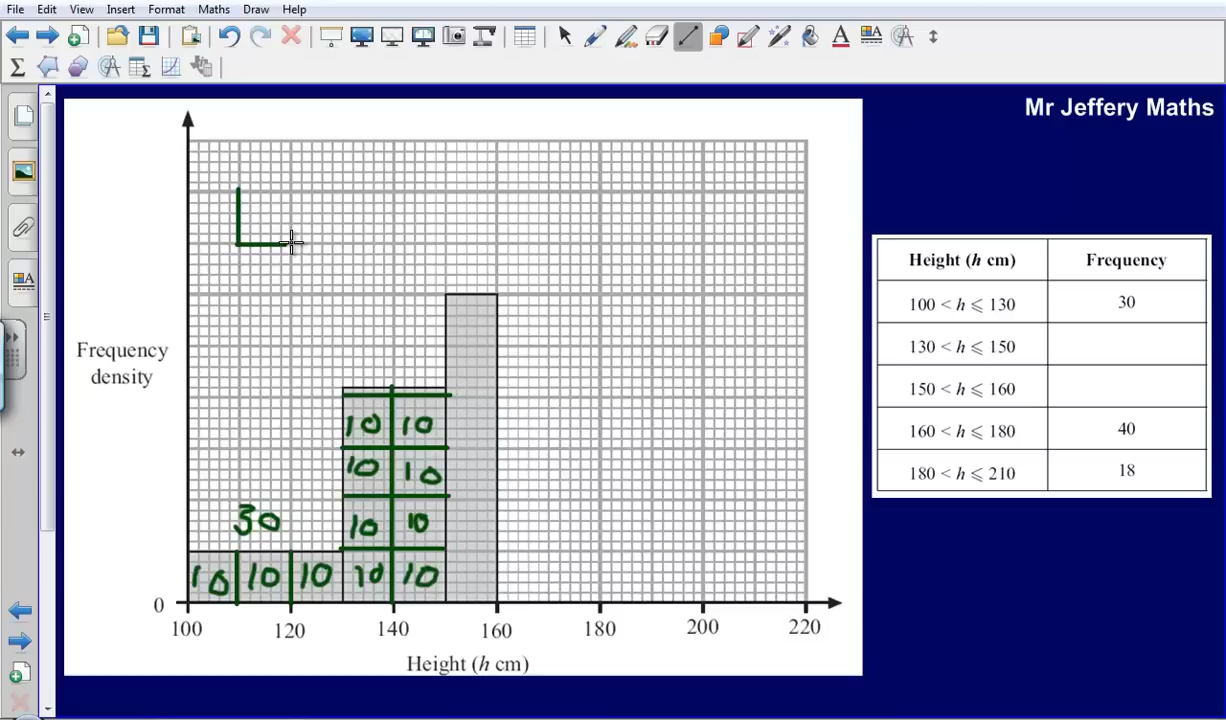 File Edit View Insert Format Maths Draw Help
Mr Jeffery Maths
Frequency
density
30
10 10
10 10
10 10
10 10 10 10 10
0
100 120 140 160 180 200 220
Height (h cm)
Height (h cm) Frequency
100 < h ⩽ 130 30
130 < h ⩽ 150
150 < h ⩽ 160
160 < h ⩽ 180 40
180 < h ⩽ 210 18